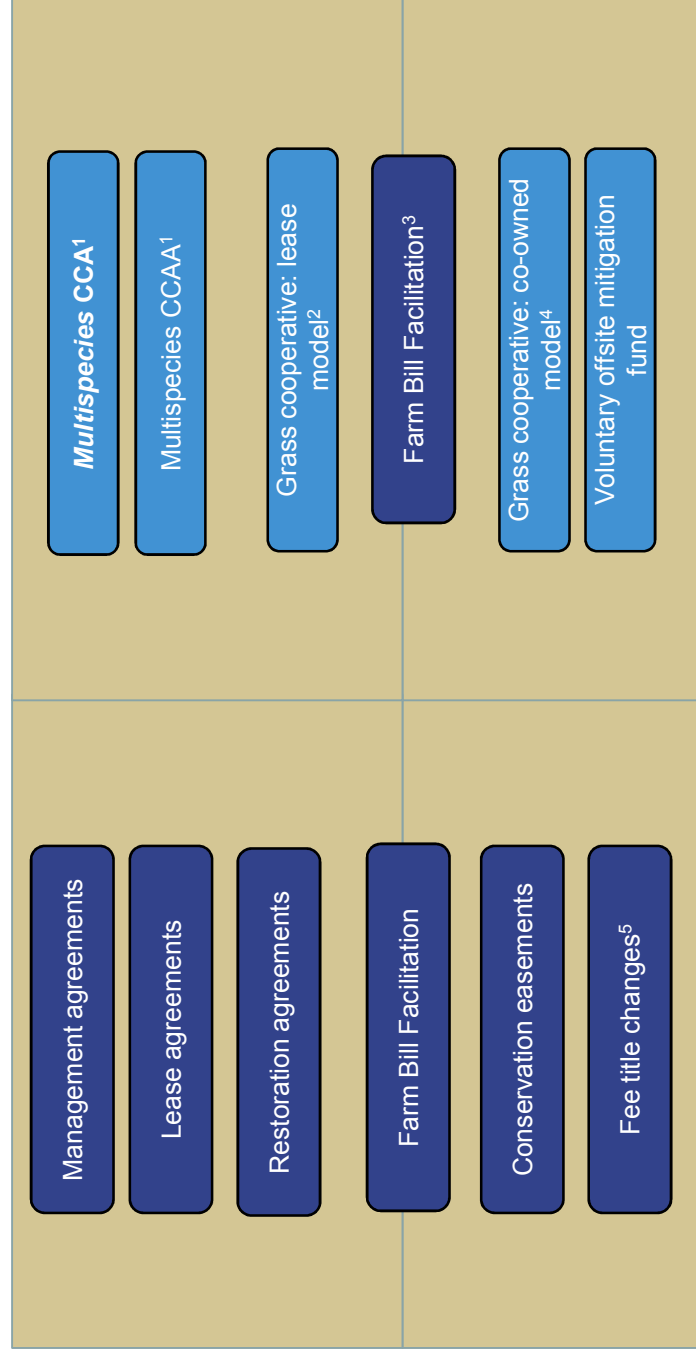 Management agreements
Lease agreements
Restoration agreements
Farm Bill Facilitation
Conservation easements
Fee title changes5
Multispecies CCA1
Multispecies CCAA1
Grass cooperative: lease
model2
Farm Bill Facilitation3
Grass cooperative: co-owned
model4
Voluntary offsite mitigation
fund